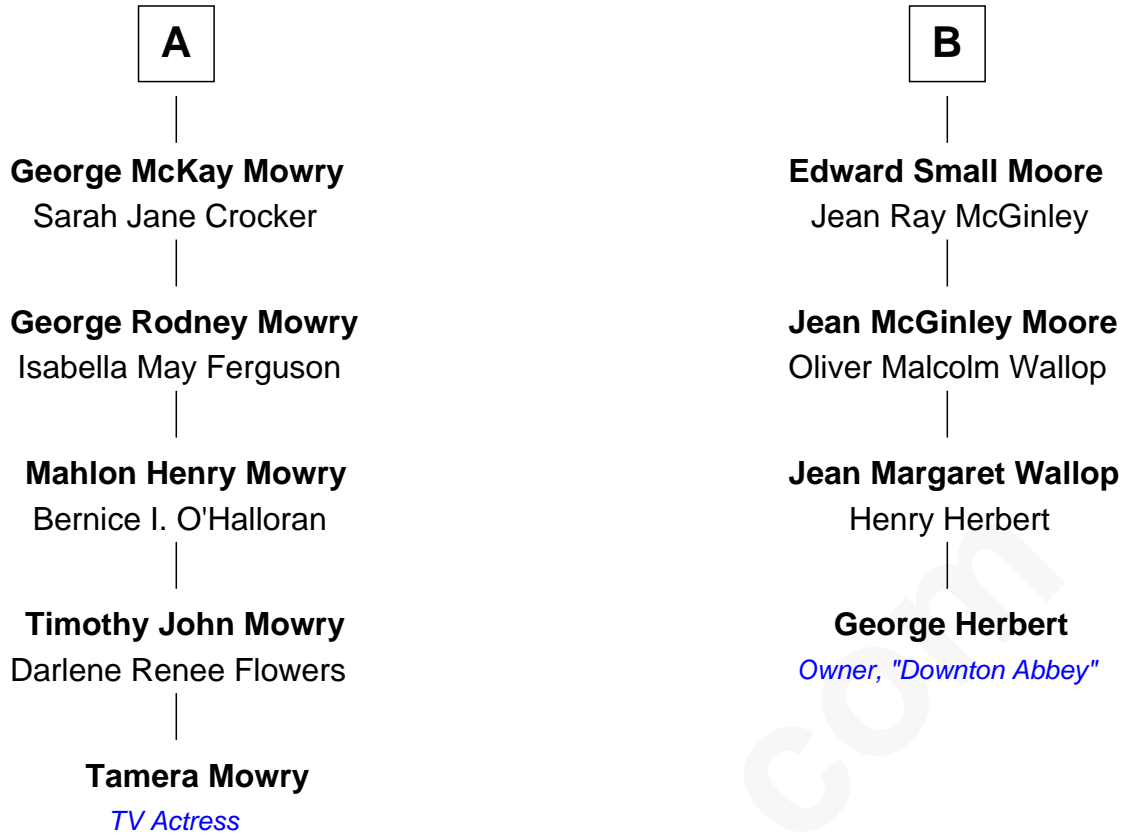 A
George McKay Mowry
Sarah Jane Crocker
George Rodney Mowry
Isabella May Ferguson
Mahlon Henry Mowry
Bernice I. O'Halloran
Timothy John Mowry
Darlene Renee Flowers
Tamera Mowry
TV Actress
B
Edward Small Moore
Jean Ray McGinley
Jean McGinley Moore
Oliver Malcolm Wallop
Jean Margaret Wallop
Henry Herbert
George Herbert
Owner, "Downton Abbey"
com